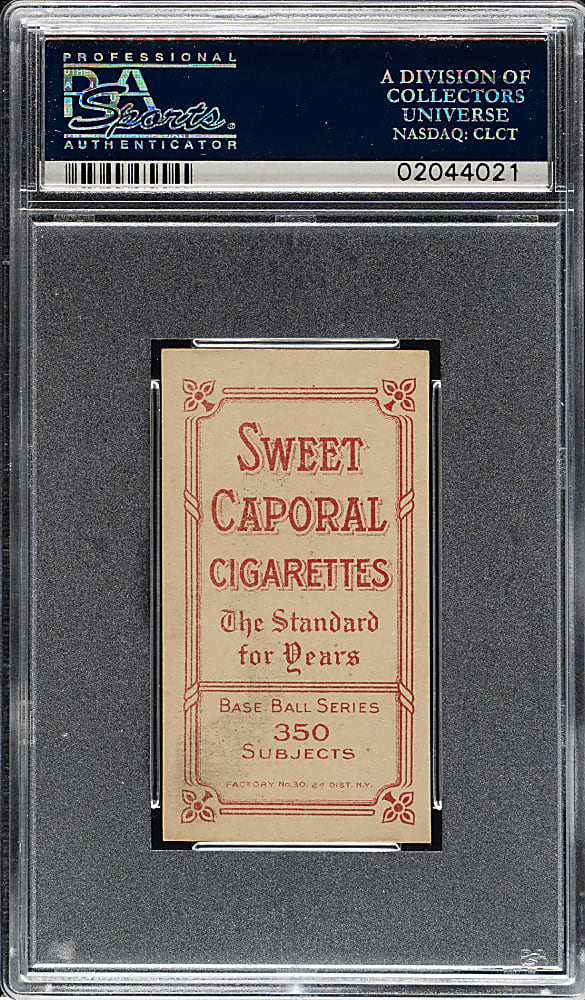 PROFESSIONAL
PSA
Sports
AUTHENTICATOR
A DIVISION OF
COLLECTORS
UNIVERSE
NASDAQ: CLCT
02044021
SWEET
CAPORAL
CIGARETTES
The Standard
for Years
BASE BALL SERIES
350
SUBJECTS
FACTORY No. 30, 2d DIST. N.Y.